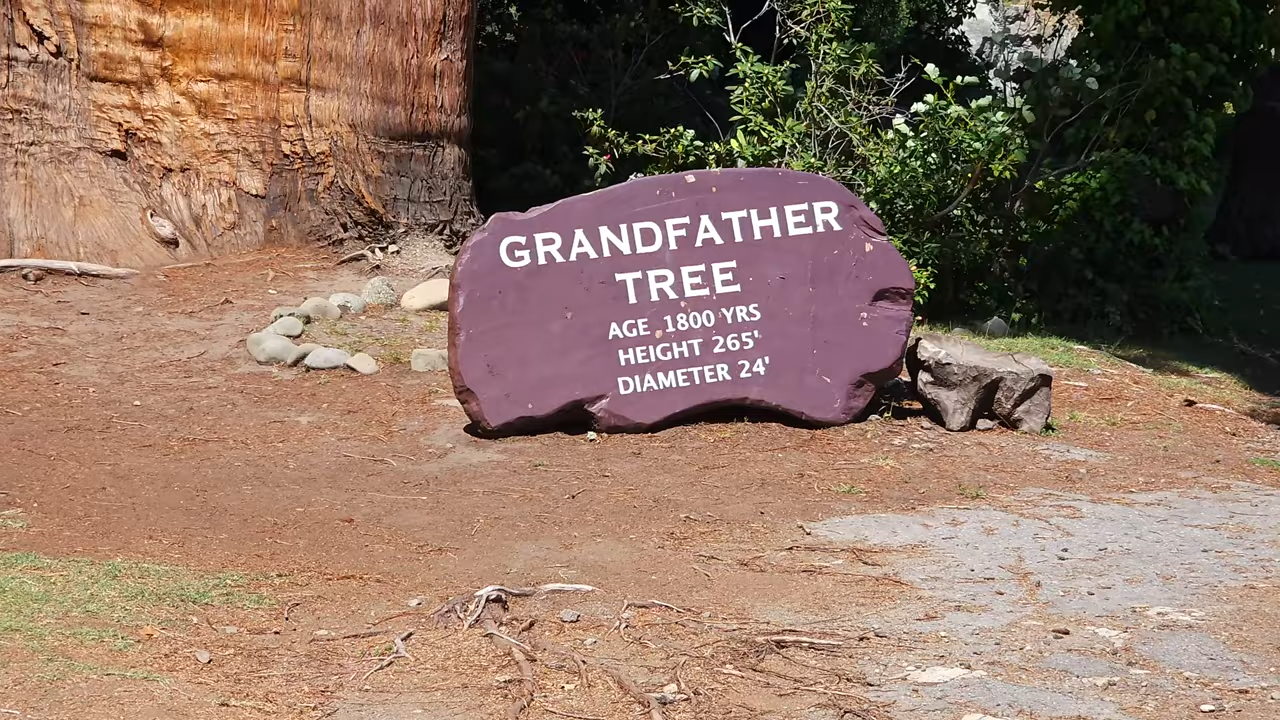 GRANDFATHER
TREE
AGE 1800 YRS
HEIGHT 265'
DIAMETER 24'